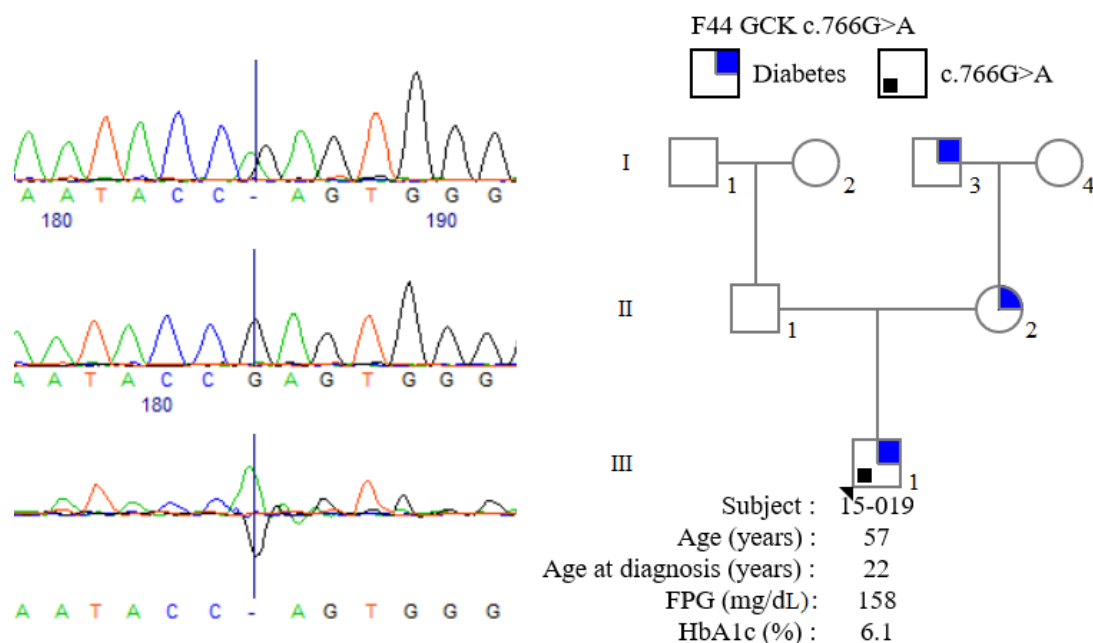 A A T A C C - A G T G G G
180 190
A A T A C C G A G T G G G
180
A A T A C C - A G T G G G
F44 GCK c.766G>A
Diabetes c.766G>A
I
1 2 3 4
II
1 2
III
1
Subject : 15-019
Age (years) : 57
Age at diagnosis (years) : 22
FPG (mg/dL): 158
HbA1c (%) : 6.1